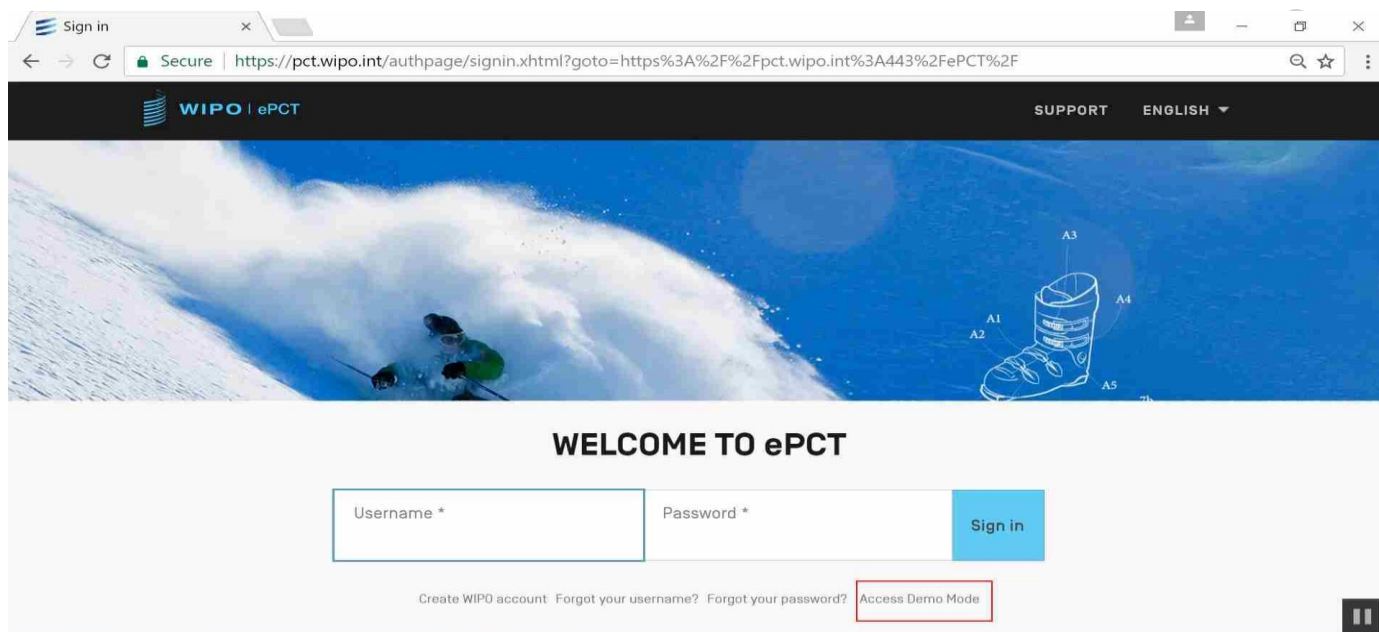 Sign in
Secure | https://pct.wipo.int/authpage/signin.xhtml?goto=https%3A%2F%2Fpct.wipo.int%3A443%2FePCT%2F
WIPO | ePCT SUPPORT ENGLISH
A3
A4
A1
A2
A5
7b
WELCOME TO ePCT
Username * Password * Sign in
Create WIPO account Forgot your username? Forgot your password? Access Demo Mode